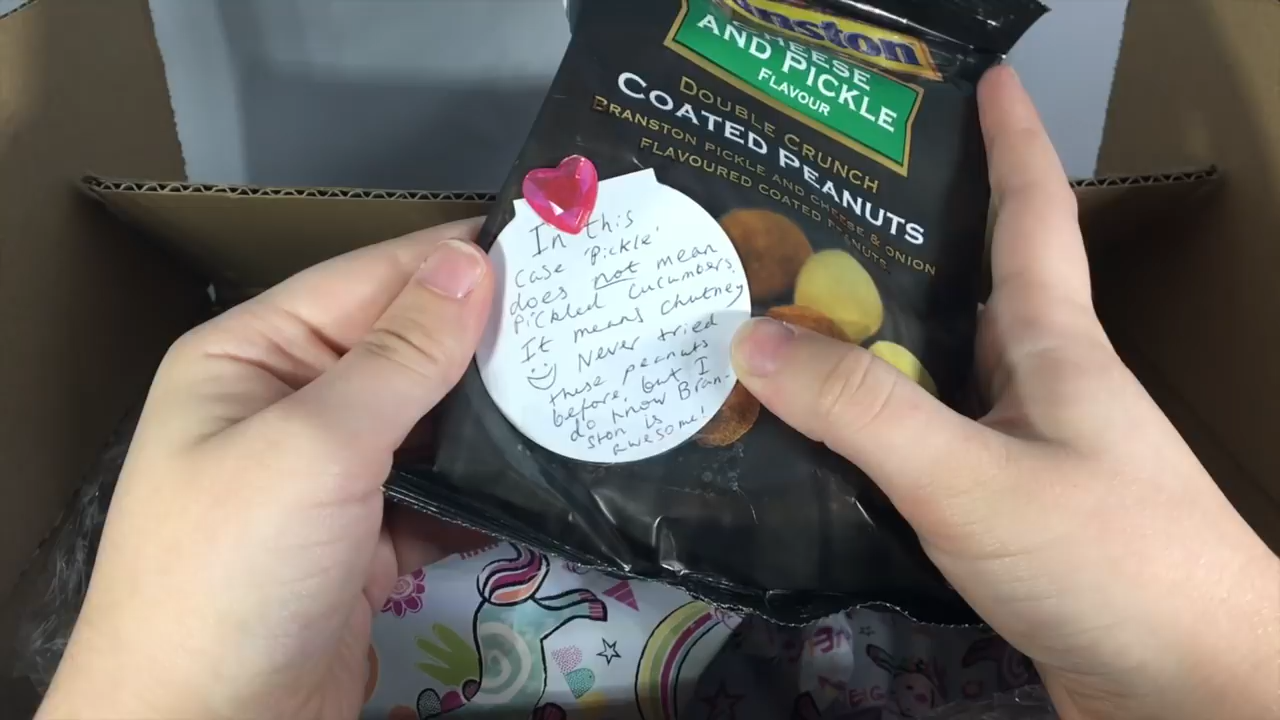 CHEESE
AND PICKLE
FLAVOUR
DOUBLE CRUNCH
COATED PEANUTS
BRANSTON PICKLE AND CHEESE & ONION
FLAVOURED COATED PEANUTS
In this
case 'Pickle'
does not mean
Pickled cucumbers.
It means chutney
Never tried
these peanuts
before, but I
do know Bran-
ston is
awesome!